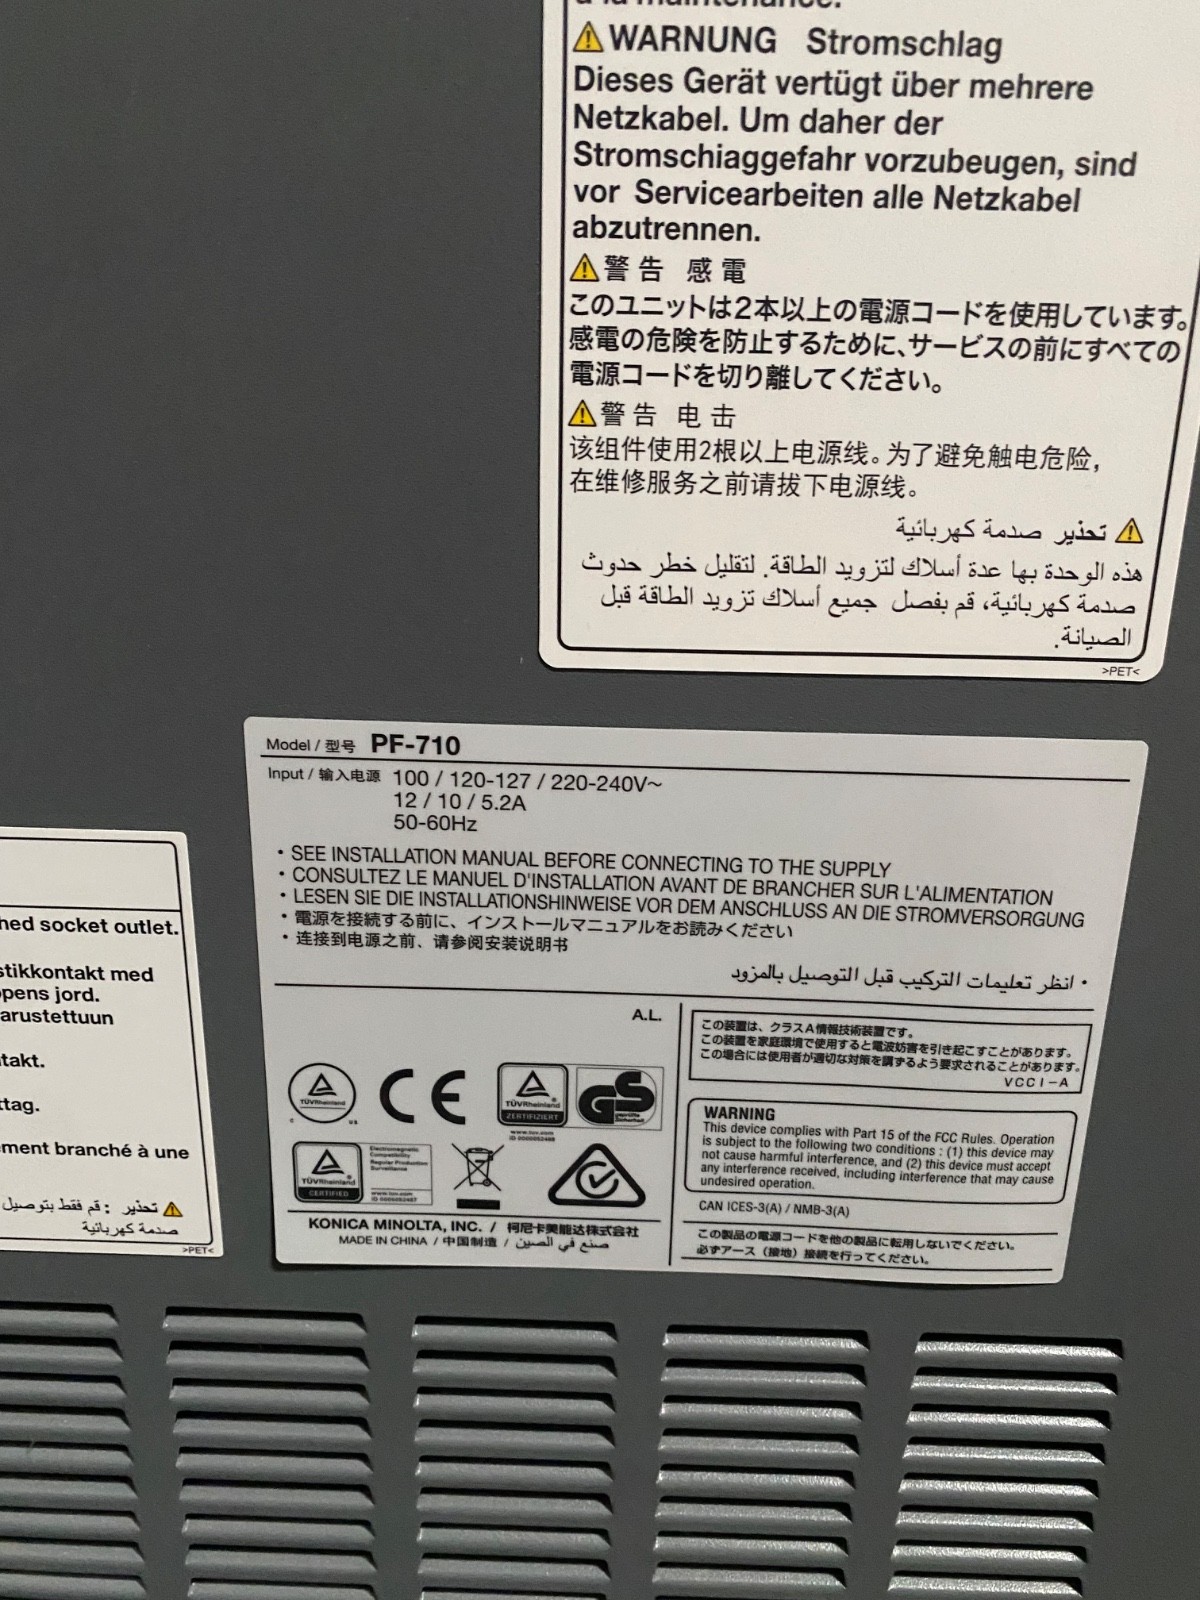 à la maintenance.
WARNUNG Stromschlag
Dieses Gerät vertügt über mehrere
Netzkabel. Um daher der
Stromschiaggefahr vorzubeugen, sind
vor Servicearbeiten alle Netzkabel
abzutrennen.
警告 感電
このユニットは2本以上の電源コードを使用しています。
感電の危険を防止するために、サービスの前にすべての
電源コードを切り離してください。
警告 电击
该组件使用2根以上电源线。为了避免触电危险,
在维修服务之前请拔下电源线。
تحذير صدمة كهربائية
هذه الوحدة بها عدة أسلاك لتزويد الطاقة. لتقليل خطر حدوث
صدمة كهربائية، قم بفصل جميع أسلاك تزويد الطاقة قبل
الصيانة.
>PET<
Model / 型号 PF-710
Input / 输入电源 100 / 120-127 / 220-240V~
12 / 10 / 5.2A
50-60Hz
• SEE INSTALLATION MANUAL BEFORE CONNECTING TO THE SUPPLY
• CONSULTEZ LE MANUEL D'INSTALLATION AVANT DE BRANCHER SUR L'ALIMENTATION
• LESEN SIE DIE INSTALLATIONSHINWEISE VOR DEM ANSCHLUSS AN DIE STROMVERSORGUNG
• 電源を接続する前に、インストールマニュアルをお読みください
• 连接到电源之前、请参阅安装说明书
• انظر تعليمات التركيب قبل التوصيل بالمزود
A.L.
TÜVRheinland
C US
CE
TÜVRheinland
ZERTIFIZIERT
GS
geprüfte
Sicherheit
www.tuv.com
TÜVRheinland
CERTIFIED
Electromagnetic
Compatibility
Regular Production
Surveillance
www.tuv.com
KONICA MINOLTA, INC. / 柯尼卡美能达株式会社
MADE IN CHINA / 中国制造 / صنع في الصين
この装置は、クラスA情報技術装置です。
この装置を家庭環境で使用すると電波妨害を引き起こすことがあります。
この場合には使用者が適切な対策を講ずるよう要求されることがあります。
VCCI-A
WARNING
This device complies with Part 15 of the FCC Rules. Operation
is subject to the following two conditions : (1) this device may
not cause harmful interference, and (2) this device must accept
any interference received, including interference that may cause
undesired operation.
CAN ICES-3(A) / NMB-3(A)
この製品の電源コードを他の製品に転用しないでください。
必ずアース（接地）接続を行ってください。
hed socket outlet.
stikkontakt med
pens jord.
arustettuun
takt.
ttag.
ment branché à une
تحذير : قم فقط بتوصيل
صدمة كهربائية
>PET<